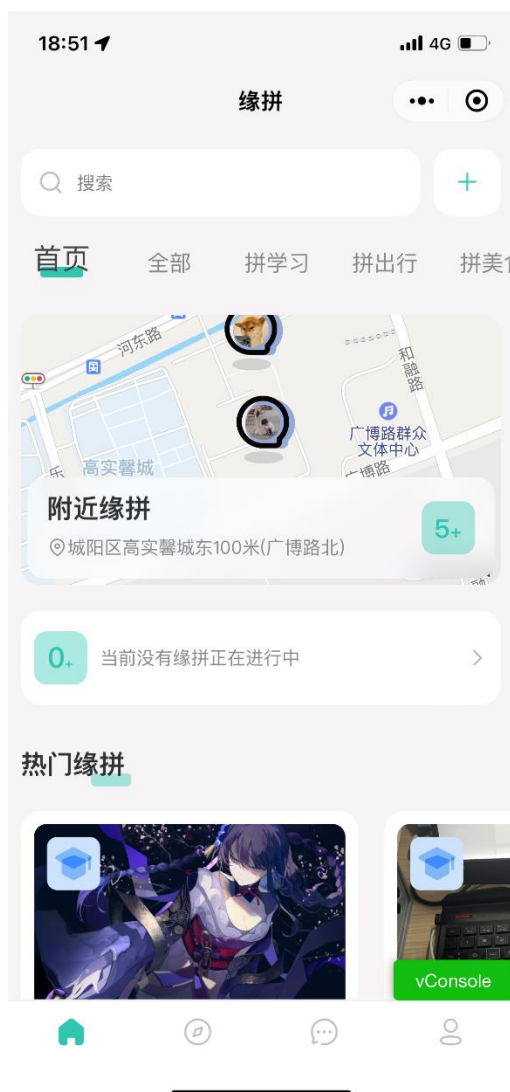 18:51
4G
缘拼
搜索
首页
全部
拼学习
拼出行
拼美
河东路
和融路
广博路群众
文体中心
广博路
乐
高实馨城
附近缘拼
城阳区高实馨城东100米(广博路北)
5+
0+
当前没有缘拼正在进行中
热门缘拼
vConsole